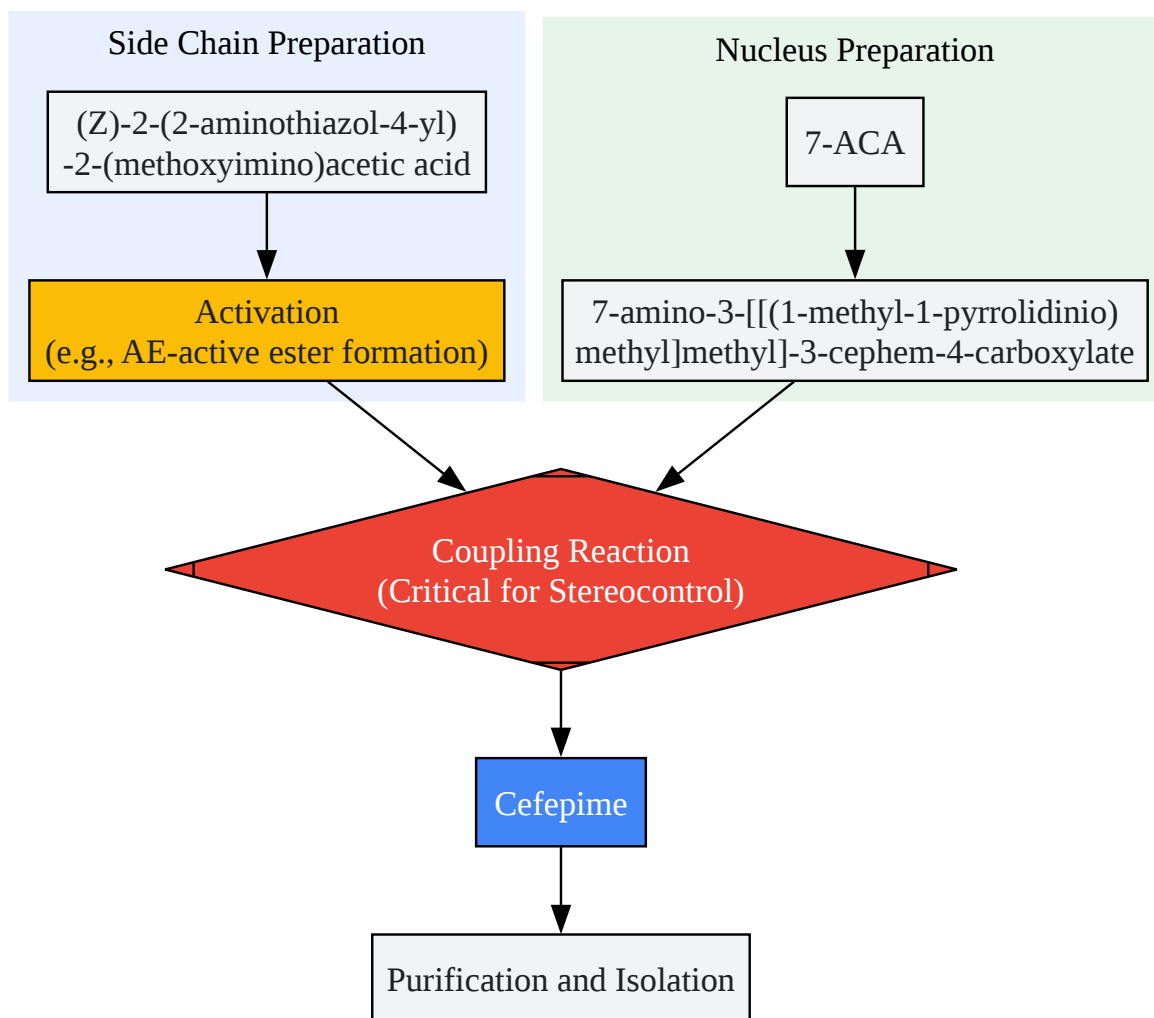 Side Chain Preparation
(Z)-2-(2-aminothiazol-4-yl)
-2-(methoxyimino)acetic acid
Activation
(e.g., AE-active ester formation)
Nucleus Preparation
7-ACA
7-amino-3-[[(1-methyl-1-pyrrolidinio)
methyl]methyl]-3-cephem-4-carboxylate
Coupling Reaction
(Critical for Stereocontrol)
Cefepime
Purification and Isolation